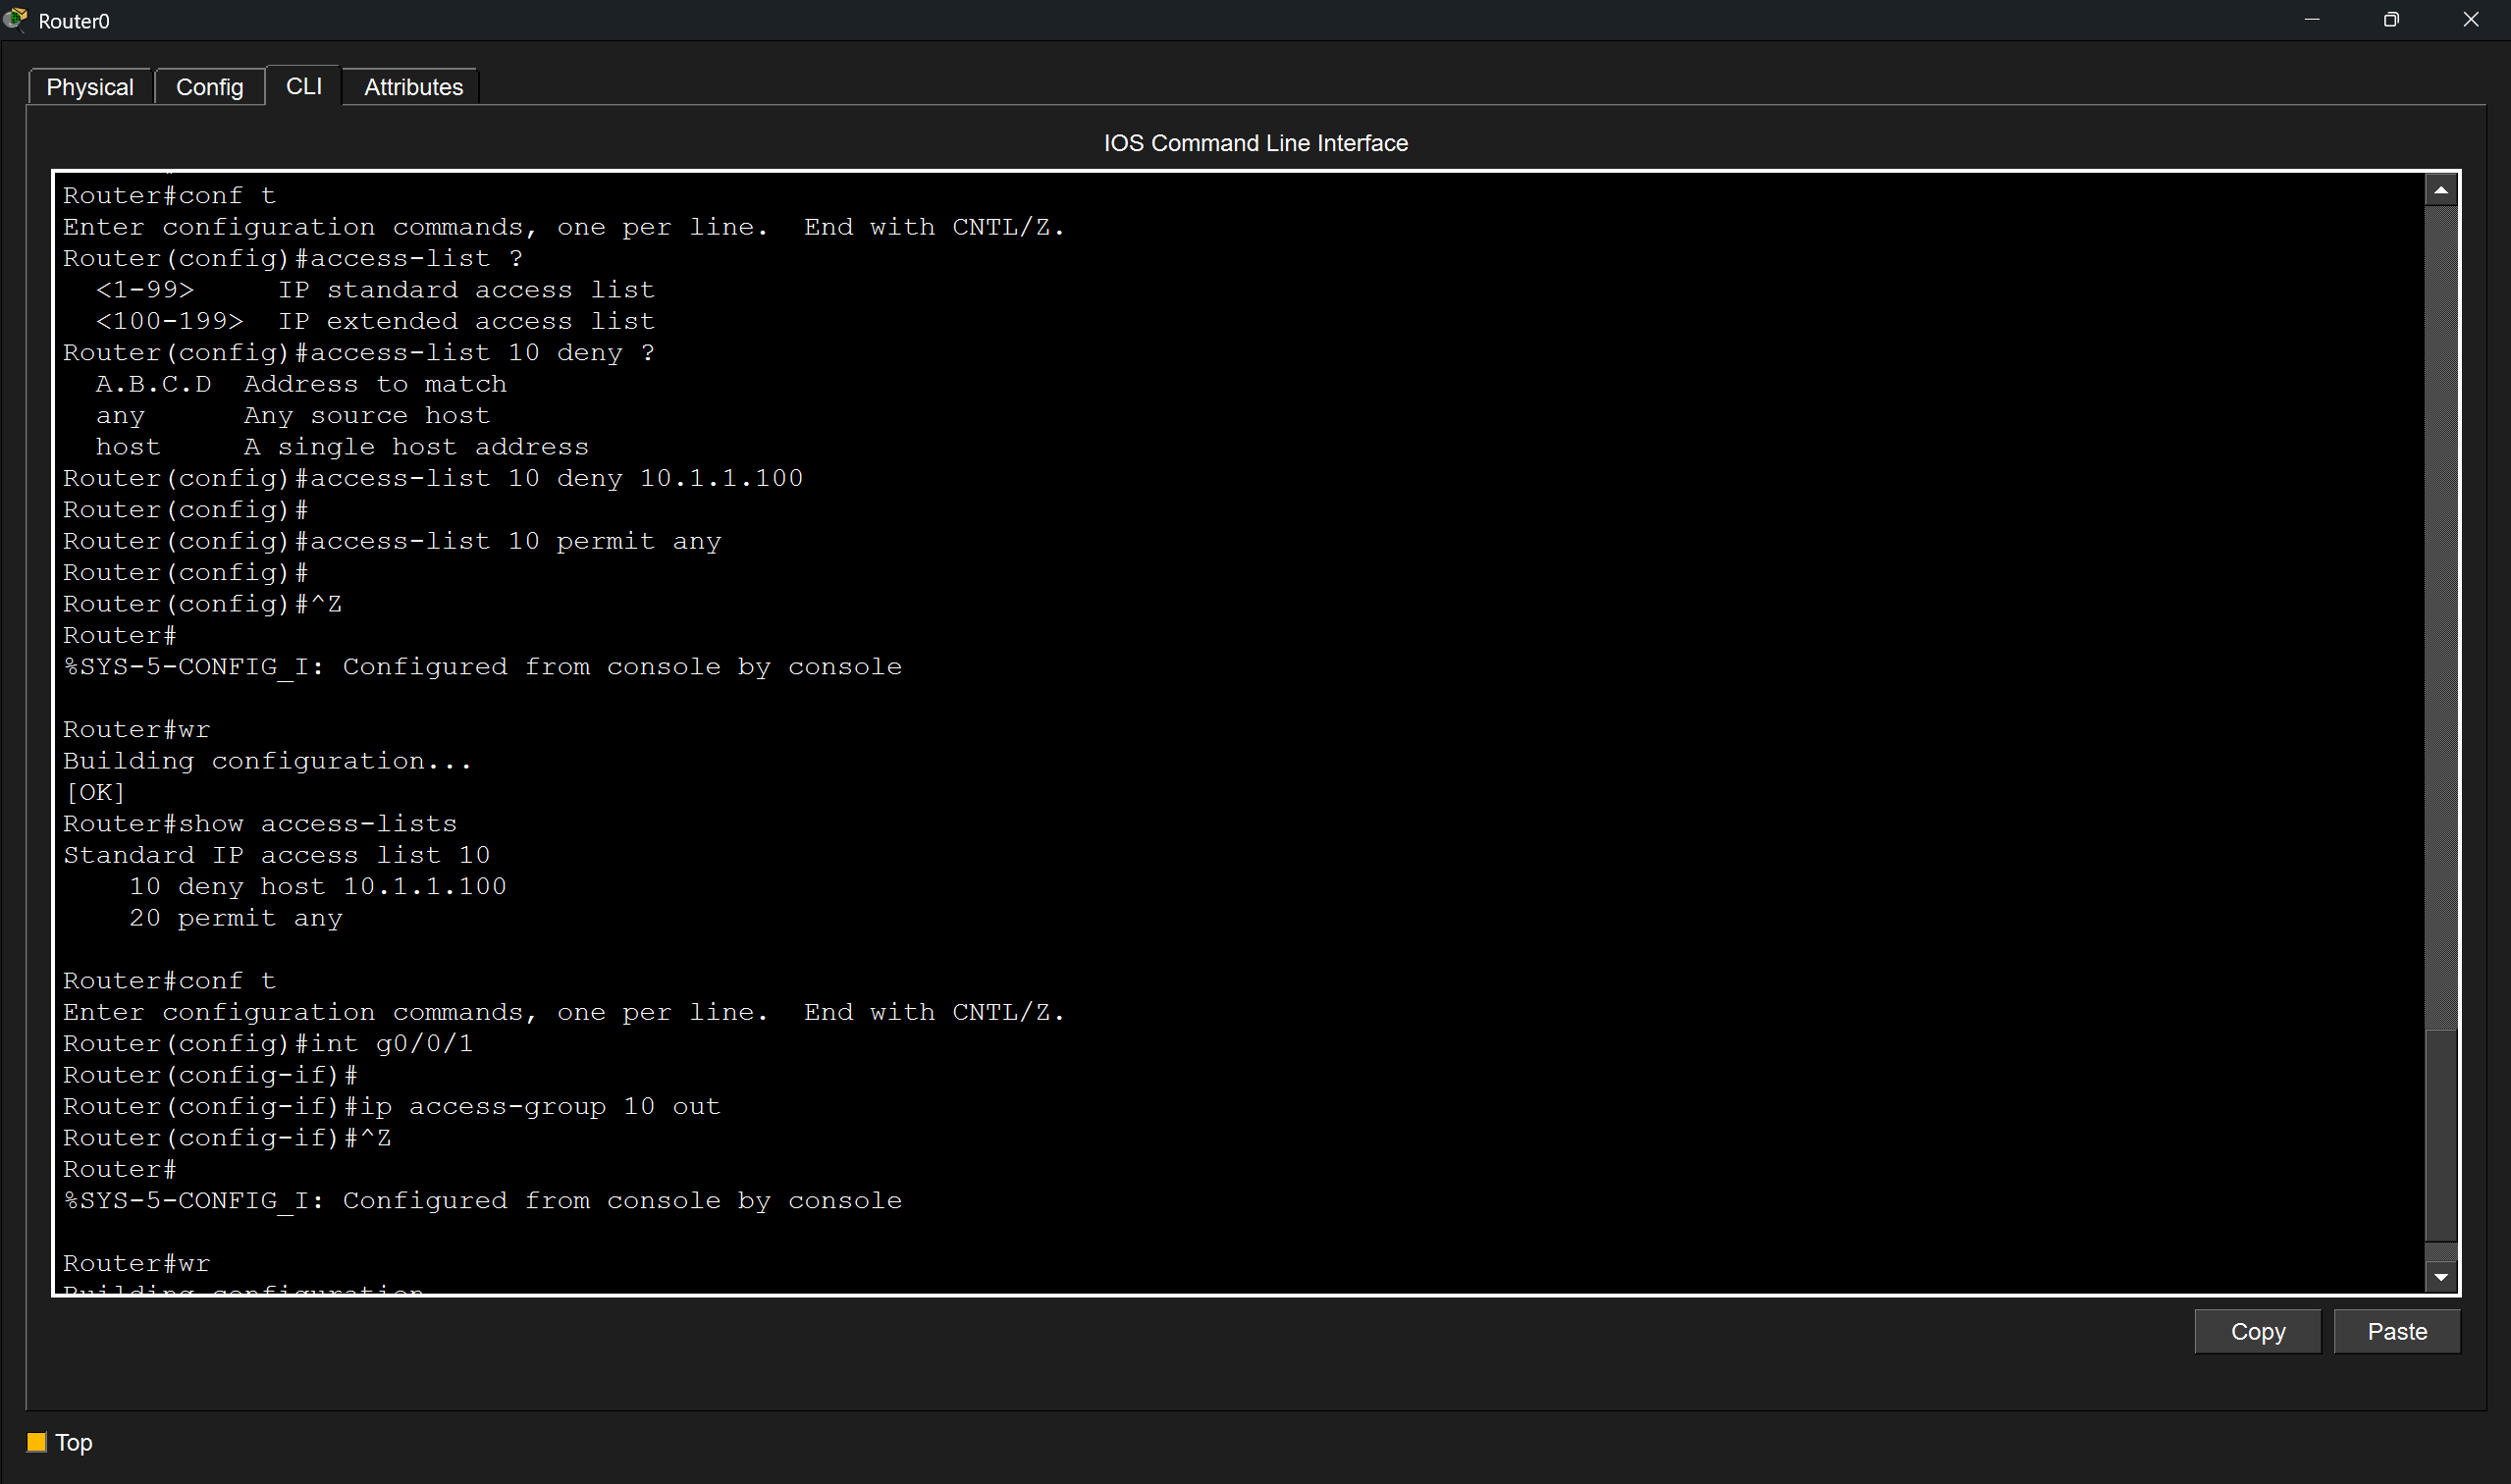 Router0
Physical Config CLI Attributes
IOS Command Line Interface
Router#conf t
Enter configuration commands, one per line.  End with CNTL/Z.
Router(config)#access-list ?
  <1-99>     IP standard access list
  <100-199>  IP extended access list
Router(config)#access-list 10 deny ?
  A.B.C.D  Address to match
  any      Any source host
  host     A single host address
Router(config)#access-list 10 deny 10.1.1.100
Router(config)#
Router(config)#access-list 10 permit any
Router(config)#
Router(config)#^Z
Router#
%SYS-5-CONFIG_I: Configured from console by console
Router#wr
Building configuration...
[OK]
Router#show access-lists
Standard IP access list 10
    10 deny host 10.1.1.100
    20 permit any
Router#conf t
Enter configuration commands, one per line.  End with CNTL/Z.
Router(config)#int g0/0/1
Router(config-if)#
Router(config-if)#ip access-group 10 out
Router(config-if)#^Z
Router#
%SYS-5-CONFIG_I: Configured from console by console
Router#wr
Building configuration
Copy Paste
Top